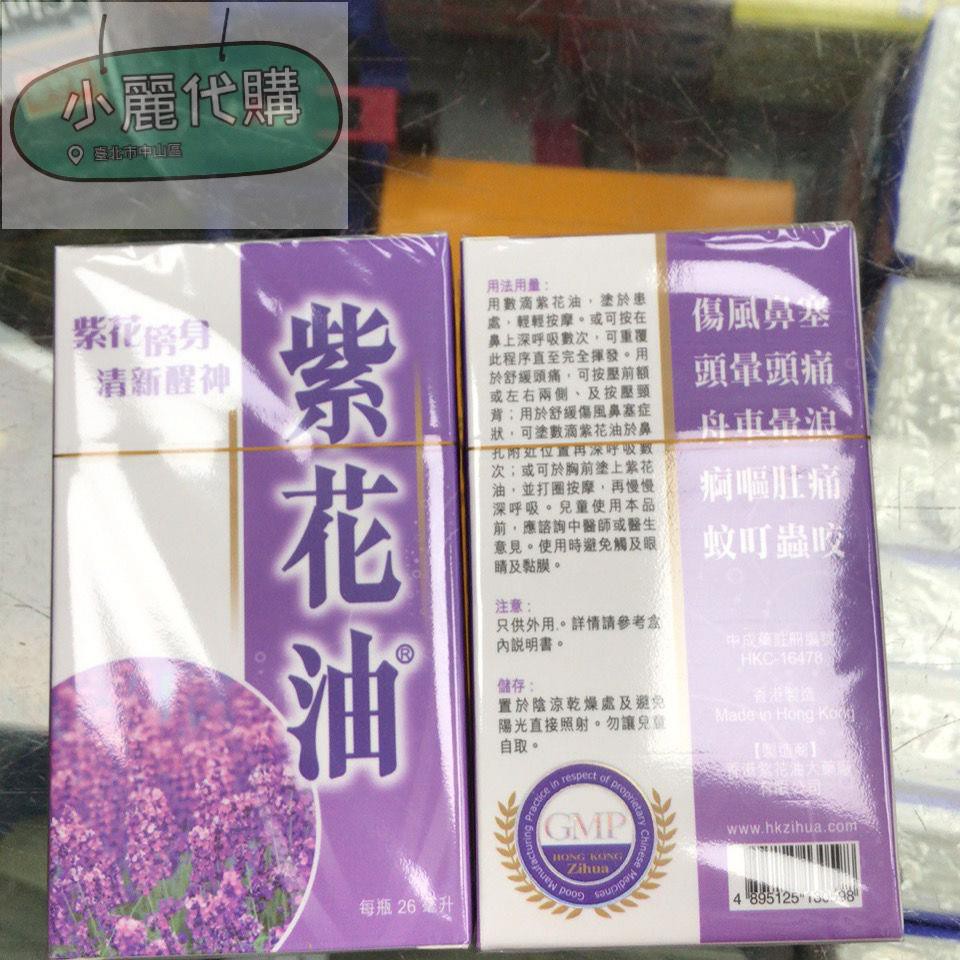 小麗代購
臺北市中山區
紫花傍身
清新醒神
紫花油®
每瓶 26 毫升
用法用量：
用數滴紫花油，塗於患
處，輕輕按摩。或可按在
鼻上深呼吸數次，可重覆
此程序直至完全揮發。用
於舒緩頭痛，可按壓前額
或左右兩側、及按壓頸
背；用於舒緩傷風鼻塞症
狀，可塗數滴紫花油於鼻
孔附近位置再深呼吸數
次；或可於胸前塗上紫花
油，並打圈按摩，再慢慢
深呼吸。兒童使用本品
前，應諮詢中醫師或醫生
意見。使用時避免觸及眼
睛及黏膜。
注意：
只供外用。詳情請參考盒
內説明書。
儲存：
置於陰涼乾燥處及避免
陽光直接照射。勿讓兒童
自取。
Good Manufacturing Practice in respect of proprietary Chinese Medicines
GMP
HONG KONG
Zihua
傷風鼻塞
頭暈頭痛
舟車暈浪
痾嘔肚痛
蚊叮蟲咬
中成藥註冊編號
HKC-16478
香港製造
Made in Hong Kong
【製造商】
香港紫花油大藥廠
有限公司
www.hkzihua.com
4 895125